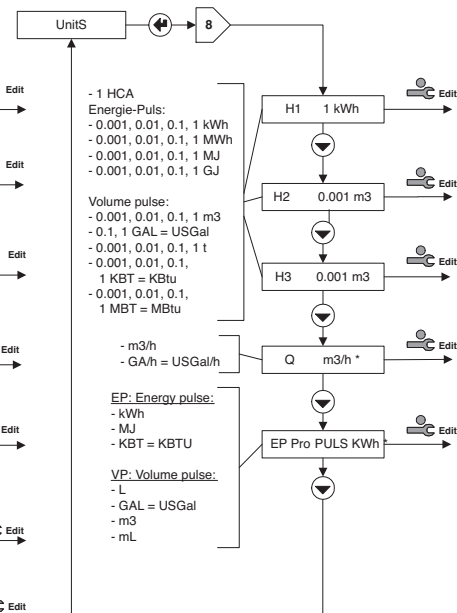 UnitS
8
Edit
Edit
Edit
Edit
Edit
Edit
Edit
- 1 HCA
Energie-Puls:
- 0.001, 0.01, 0.1, 1 kWh
- 0.001, 0.01, 0.1, 1 MWh
- 0.001, 0.01, 0.1, 1 MJ
- 0.001, 0.01, 0.1, 1 GJ
Volume pulse:
- 0.001, 0.01, 0.1, 1 m3
- 0.1, 1 GAL = USGal
- 0.001, 0.01, 0.1, 1 t
- 0.001, 0.01, 0.1,
1 KBT = KBtu
- 0.001, 0.01, 0.1,
1 MBT = MBtu
H1 1 kWh
Edit
H2 0.001 m3
Edit
H3 0.001 m3
Edit
- m3/h
- GA/h = USGal/h
Q m3/h *
Edit
EP: Energy pulse:
- kWh
- MJ
- KBT = KBTU
VP: Volume pulse:
- L
- GAL = USGal
- m3
- mL
EP Pro PULS KWh *
Edit